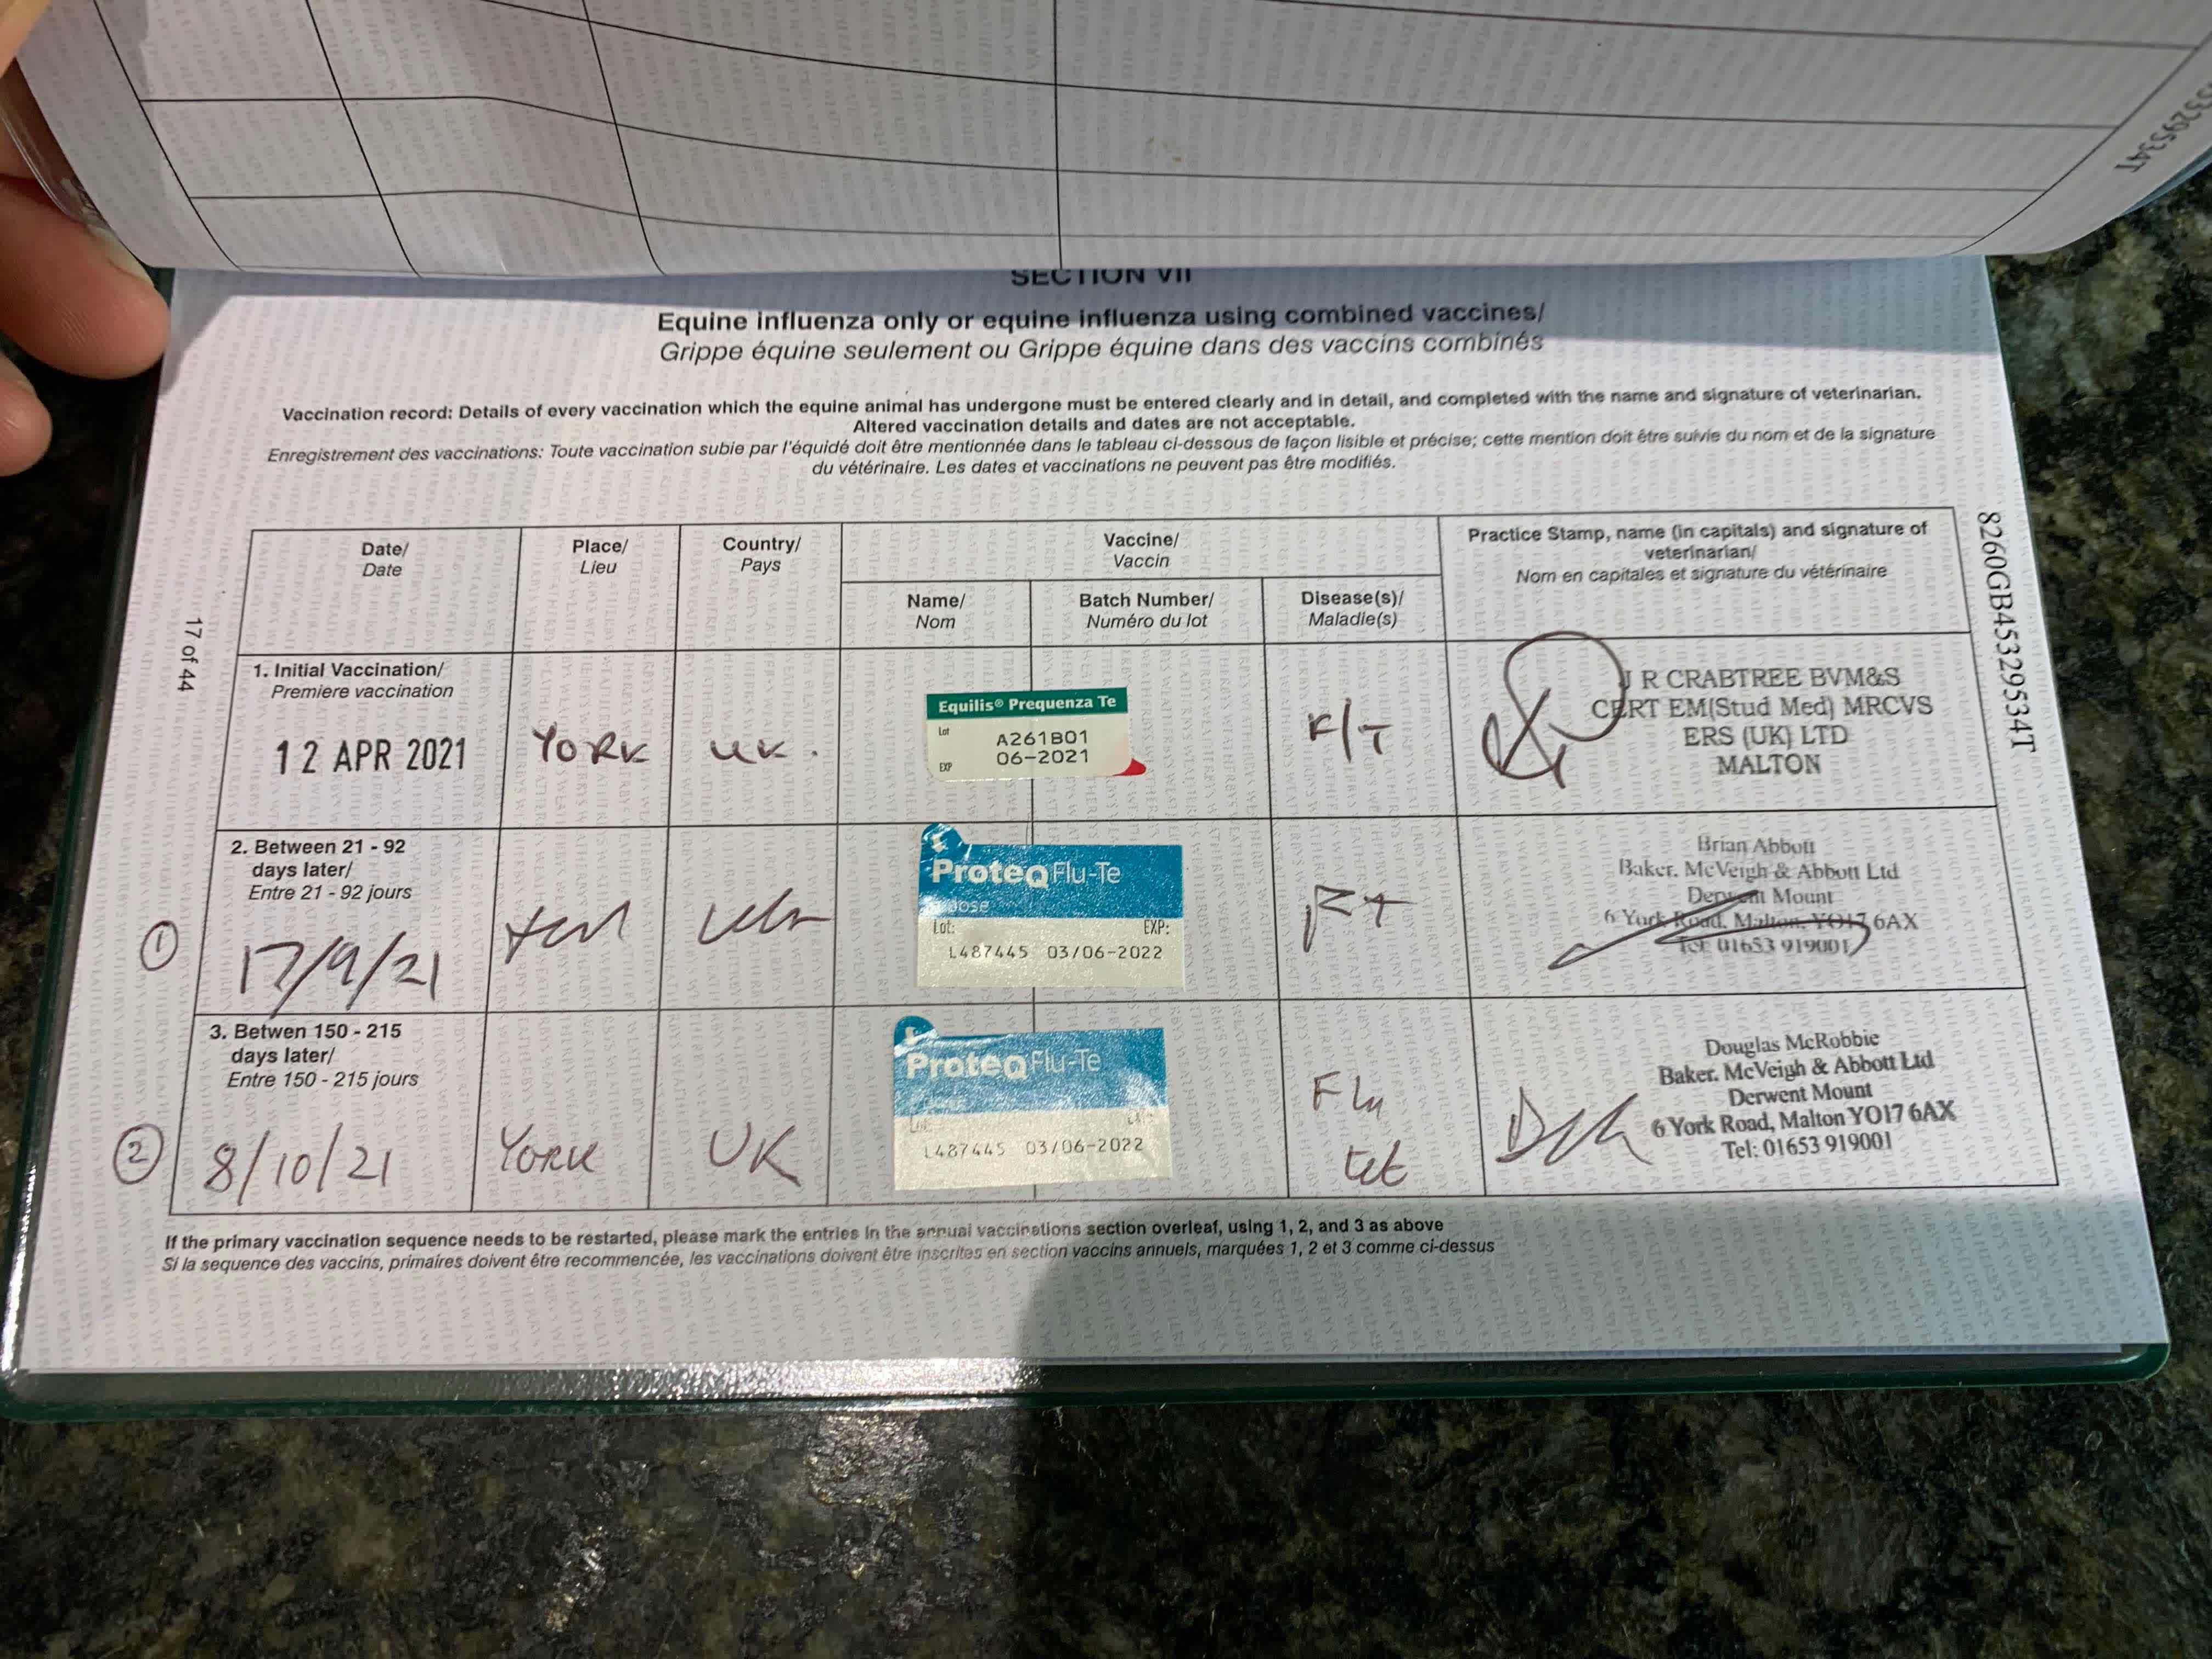 5329534T
SECTION VII
Equine influenza only or equine influenza using combined vaccines/
Grippe équine seulement ou Grippe équine dans des vaccins combinés
Vaccination record: Details of every vaccination which the equine animal has undergone must be entered clearly and in detail, and completed with the name and signature of veterinarian.
Altered vaccination details and dates are not acceptable.
Enregistrement des vaccinations: Toute vaccination subie par l'équidé doit être mentionnée dans le tableau ci-dessous de façon lisible et précise; cette mention doit être suivie du nom et de la signature
du vétérinaire. Les dates et vaccinations ne peuvent pas être modifiés.
17 of 44
8260GB45329534T
Date/
Date
Place/
Lieu
Country/
Pays
Vaccine/
Vaccin
Name/
Nom
Batch Number/
Numéro du lot
Disease(s)/
Maladie(s)
Practice Stamp, name (in capitals) and signature of
veterinarian/
Nom en capitales et signature du vétérinaire
1. Initial Vaccination/
Premiere vaccination
12 APR 2021
YORK
UK.
Equilis® Prequenza Te
Lot
A261B01
EXP
06-2021
F/T
J R CRABTREE BVM&S
CERT EM(Stud Med) MRCVS
ERS (UK) LTD
MALTON
2. Between 21 - 92
days later/
Entre 21 - 92 jours
1
17/9/21
ProteqFlu-Te
dose
Lot: EXP:
L487445 03/06-2022
F T
Brian Abbott
Baker. McVeigh & Abbott Ltd
Derwent Mount
6 York Road, Malton, YO17 6AX
Tel: 01653 919001
3. Betwen 150 - 215
days later/
Entre 150 - 215 jours
2
8/10/21
YORK
UK
ProteqFlu-Te
Lot:
L487445 03/06-2022
Flu
tet
Douglas McRobbie
Baker. McVeigh & Abbott Ltd
Derwent Mount
6 York Road, Malton YO17 6AX
Tel: 01653 919001
If the primary vaccination sequence needs to be restarted, please mark the entries in the annual vaccinations section overleaf, using 1, 2, and 3 as above
Si la sequence des vaccins, primaires doivent être recommencée, les vaccinations doivent être inscrites en section vaccins annuels, marquées 1, 2 et 3 comme ci-dessus